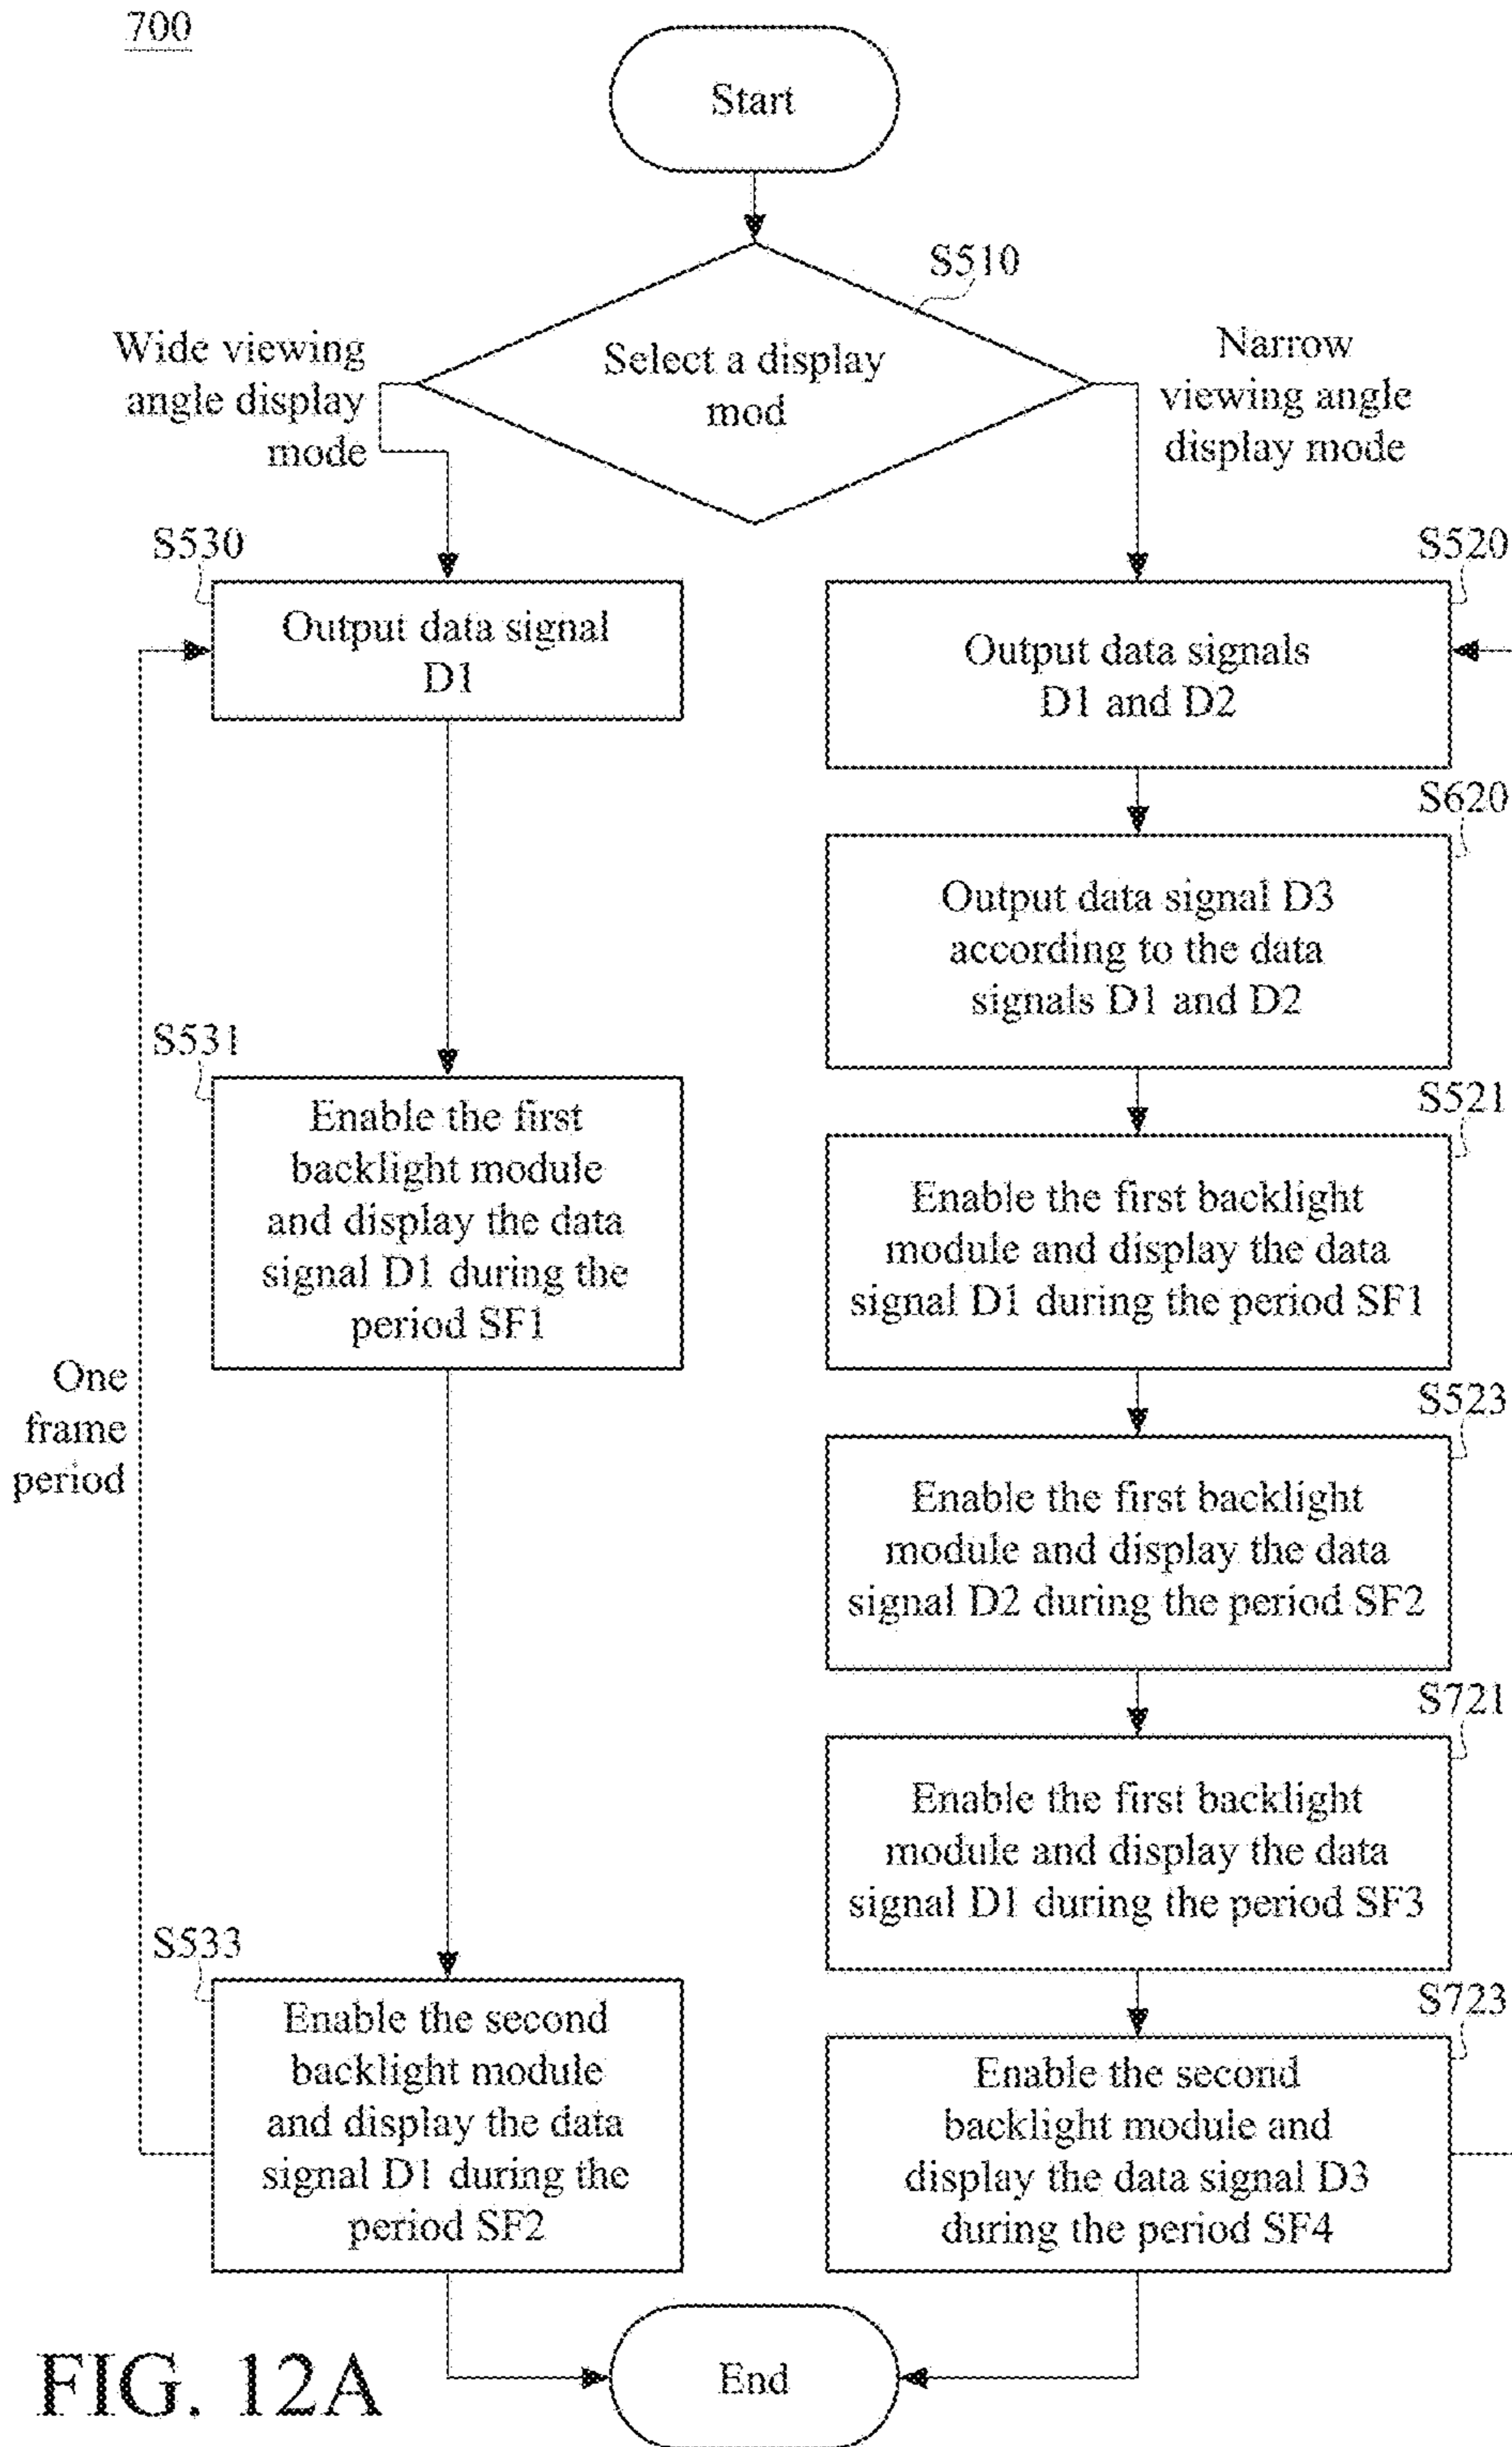 700
Start
S510
Select a display
mod
Wide viewing
angle display
mode
Narrow
viewing angle
display mode
S530
Output data signal
D1
S531
Enable the first
backlight module
and display the data
signal D1 during the
period SF1
One
frame
period
S533
Enable the second
backlight module
and display the data
signal D1 during the
period SF2
S520
Output data signals
D1 and D2
S620
Output data signal D3
according to the data
signals D1 and D2
S521
Enable the first backlight
module and display the data
signal D1 during the period SF1
S523
Enable the first backlight
module and display the data
signal D2 during the period SF2
S721
Enable the first backlight
module and display the data
signal D1 during the period SF3
S723
Enable the second
backlight module and
display the data signal D3
during the period SF4
End
FIG. 12A